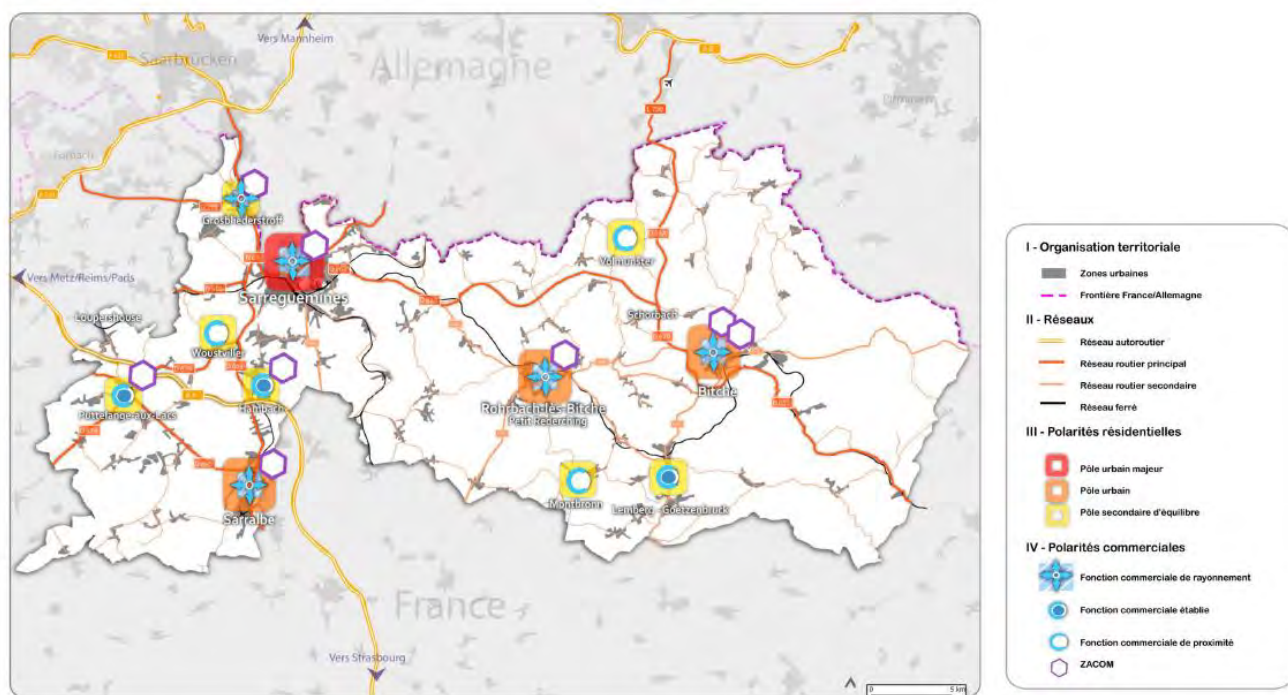 Vers Mannheim
Saarbrücken
Allemagne
Grosbliederstroff
Vers Metz/Reims/Paris
Sarreguemines
Volmunster
Loupershouse
Woustviller
Schorbach
Bitche
Puttelange-aux-Lacs
Hambach
Rohrbach-lès Bitche
Petit Réderching
Sarralbe
Montbronn
Lemberg - Goetzenbruck
France
Vers Strasbourg
0 5 km
I - Organisation territoriale
Zones urbaines
Frontière France/Allemagne
II - Réseaux
Réseau autoroutier
Réseau routier principal
Réseau routier secondaire
Réseau ferré
III - Polarités résidentielles
Pôle urbain majeur
Pôle urbain
Pôle secondaire d'équilibre
IV - Polarités commerciales
Fonction commerciale de rayonnement
Fonction commerciale établie
Fonction commerciale de proximité
ZACOM